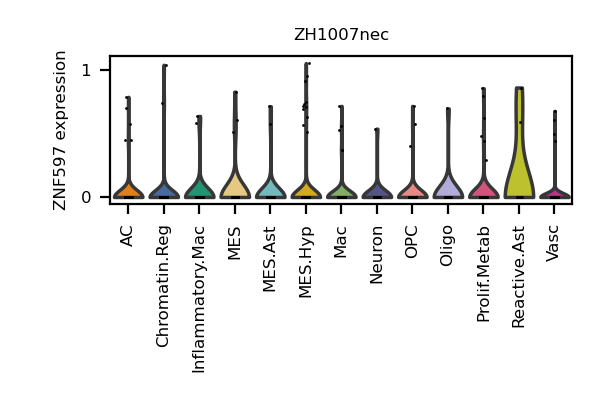 ZH1007nec
ZNF597 expression
1
0
AC
Chromatin.Reg
Inflammatory.Mac
MES
MES.Ast
MES.Hyp
Mac
Neuron
OPC
Oligo
Prolif.Metab
Reactive.Ast
Vasc